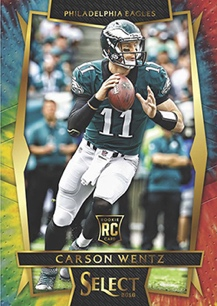 PHILADELPHIA EAGLES
11
ROOKIE
RC
CARD
CARSON WENTZ
SELECT
2016